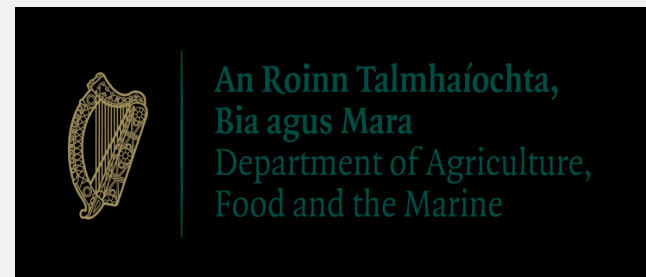 An Roinn Talmhaíochta,
Bia agus Mara
Department of Agriculture,
Food and the Marine